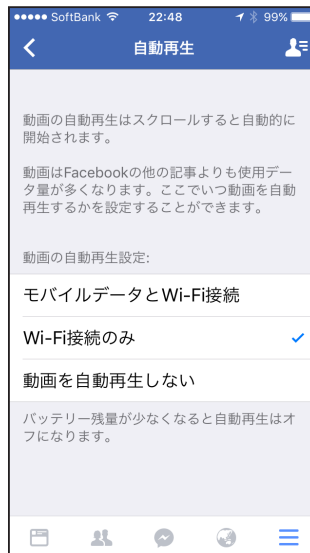 SoftBank 22:48 99%
自動再生
動画の自動再生はスクロールすると自動的に
開始されます。
動画はFacebookの他の記事よりも使用デー
タ量が多くなります。ここでいつ動画を自動
再生するかを設定することができます。
動画の自動再生設定:
モバイルデータとWi-Fi接続
Wi-Fi接続のみ
動画を自動再生しない
バッテリー残量が少なくなると自動再生はオ
フになります。